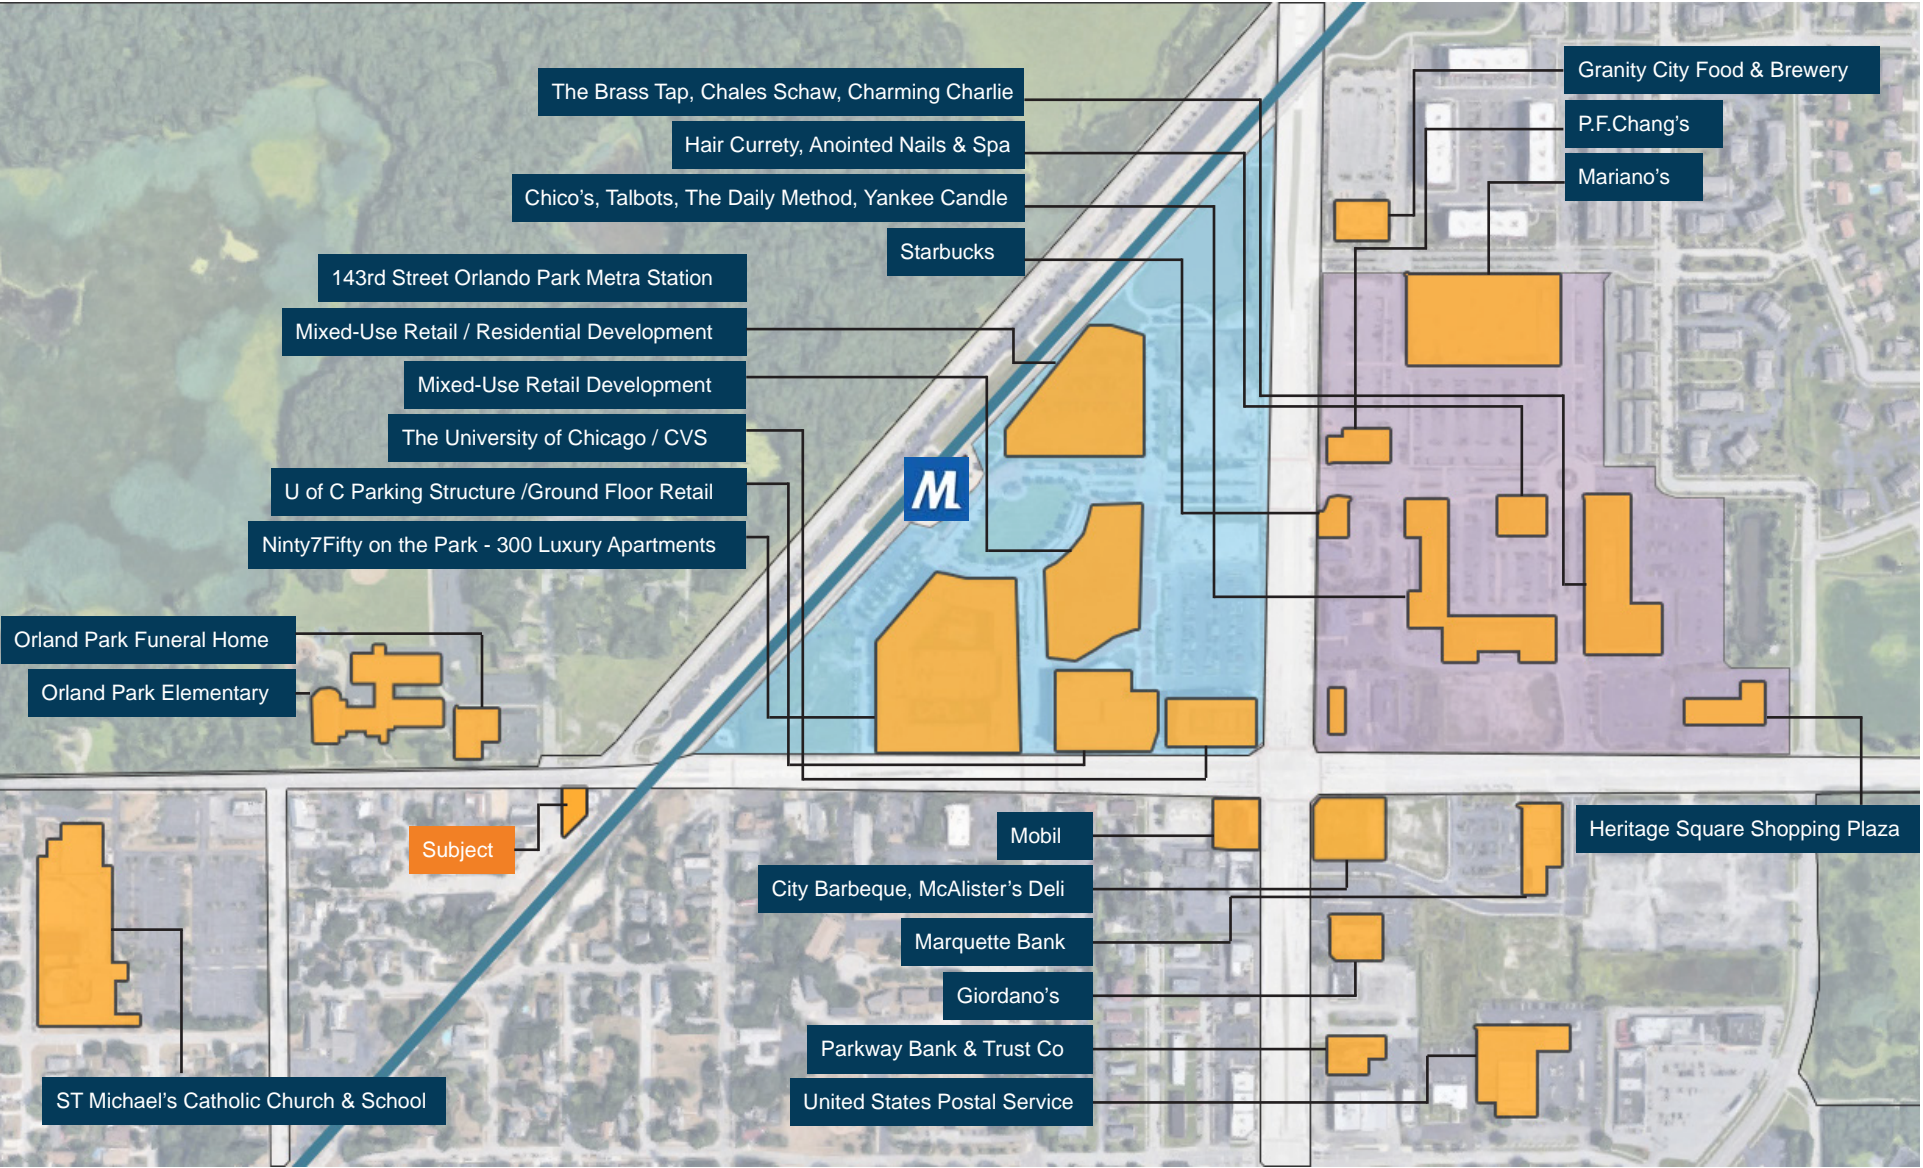 The Brass Tap, Chales Schaw, Charming Charlie
Hair Currety, Anointed Nails & Spa
Chico's, Talbots, The Daily Method, Yankee Candle
Starbucks
Granity City Food & Brewery
P.F.Chang's
Mariano's
143rd Street Orlando Park Metra Station
Mixed-Use Retail / Residential Development
Mixed-Use Retail Development
The University of Chicago / CVS
U of C Parking Structure /Ground Floor Retail
Ninty7Fifty on the Park - 300 Luxury Apartments
M
Orland Park Funeral Home
Orland Park Elementary
Subject
Mobil
City Barbeque, McAlister's Deli
Marquette Bank
Giordano's
Parkway Bank & Trust Co
United States Postal Service
Heritage Square Shopping Plaza
ST Michael's Catholic Church & School